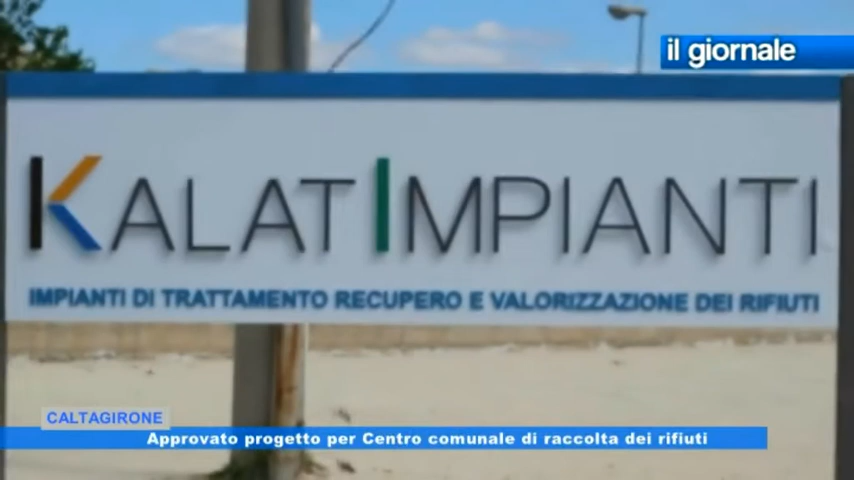 il giornale
KALATIMPIANTI
IMPIANTI DI TRATTAMENTO RECUPERO E VALORIZZAZIONE DEI RIFIUTI
CALTAGIRONE
Approvato progetto per Centro comunale di raccolta dei rifiuti